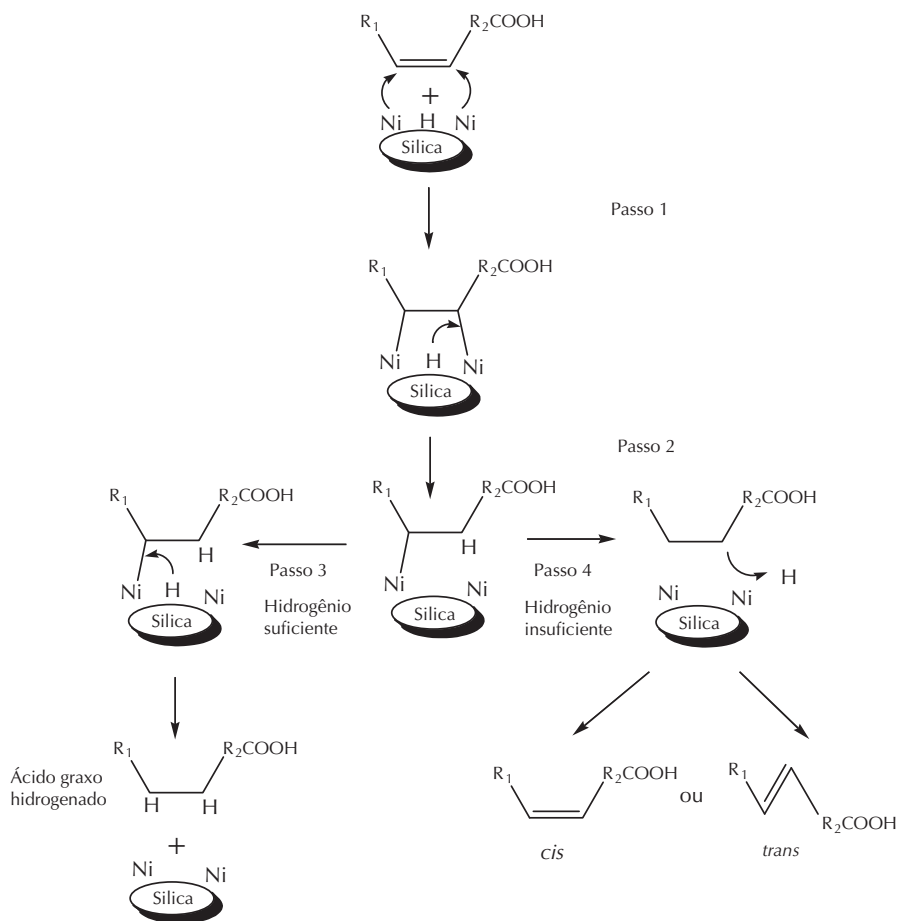 R1 R2COOH
+
Ni H Ni
Silica
Passo 1
R1 R2COOH
Ni H Ni
Silica
Passo 2
R1 R2COOH
H
Ni H Ni
Silica
Passo 3
Hidrogênio
suficiente
R1 R2COOH
H
Ni Ni
Silica
Passo 4
Hidrogênio
insuficiente
R1 R2COOH
H
Ni Ni
Silica
Ácido graxo
hidrogenado
R1 R2COOH
H H
+
Ni Ni
Silica
R1 R2COOH
cis
ou
R1
R2COOH
trans